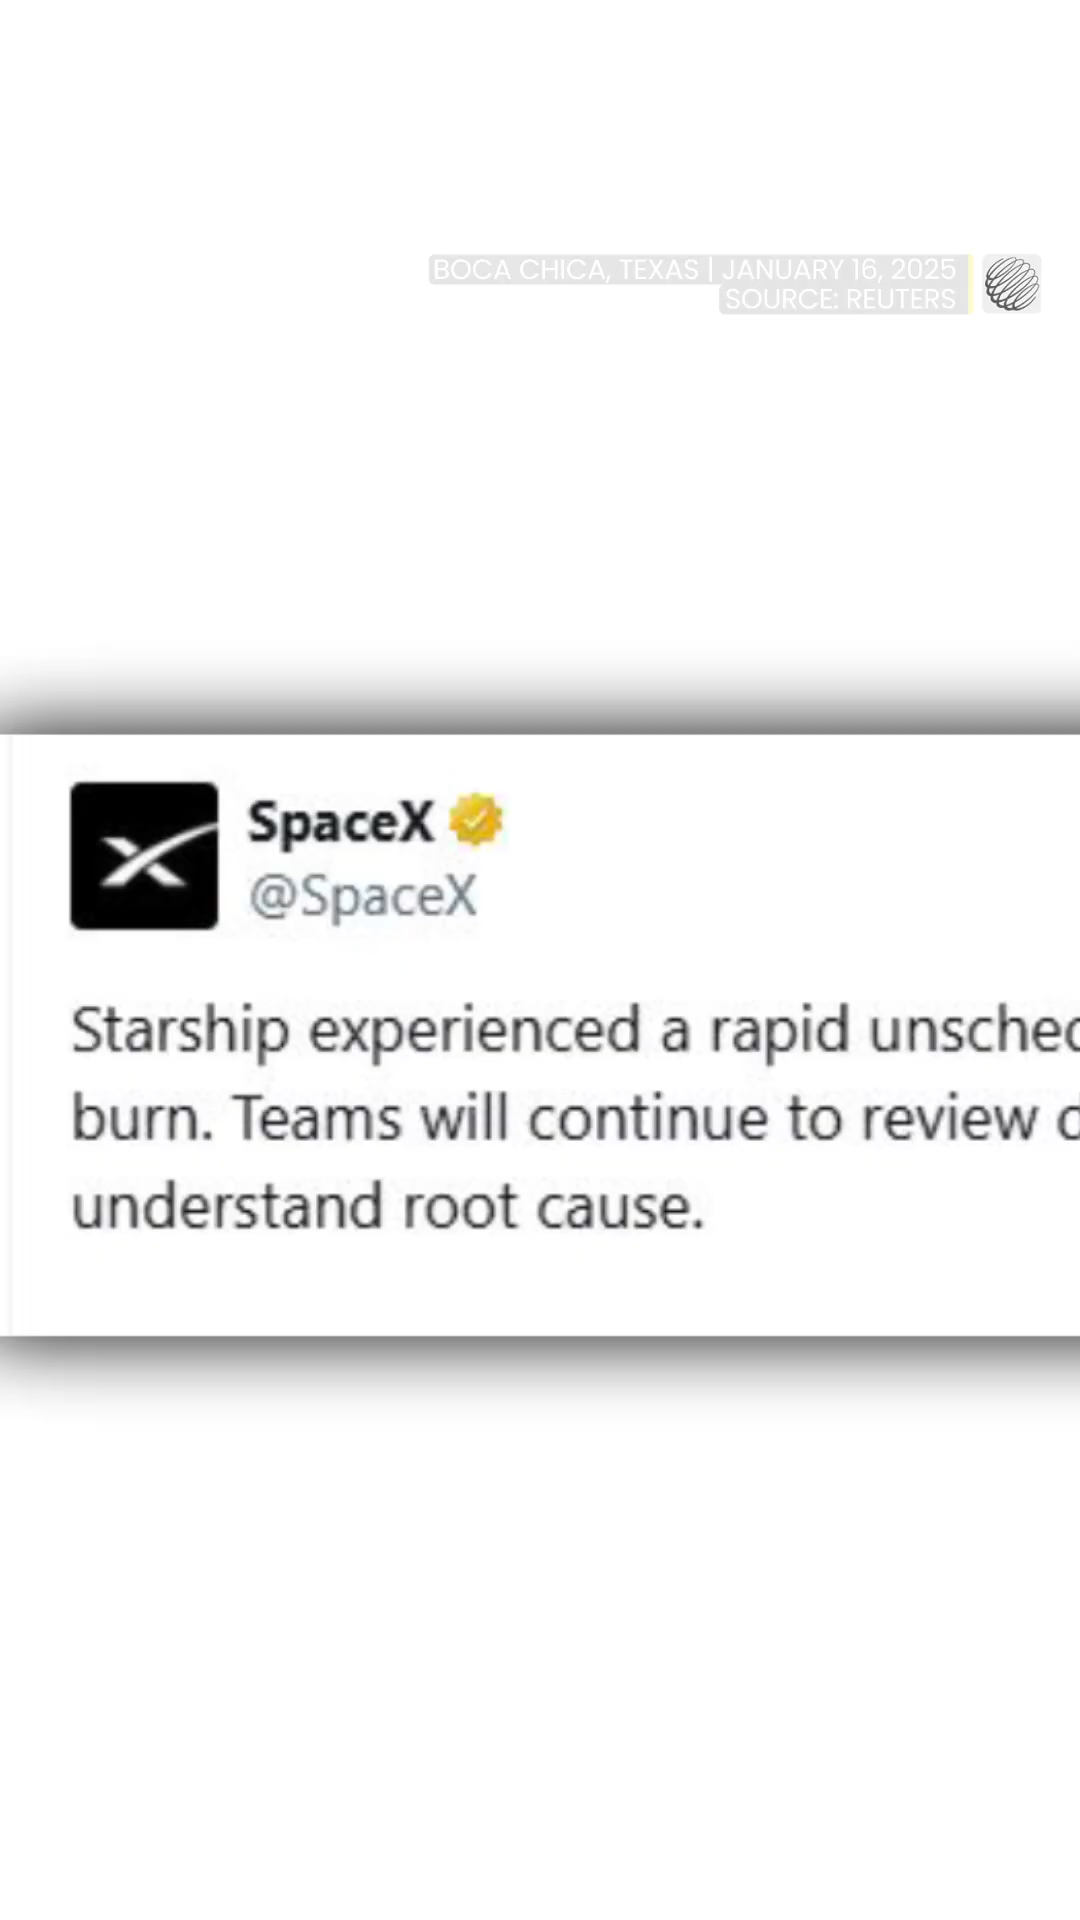 BOCA CHICA, TEXAS | JANUARY 16, 2025
SOURCE: REUTERS
SpaceX
@SpaceX
Starship experienced a rapid unsched
burn. Teams will continue to review d
understand root cause.